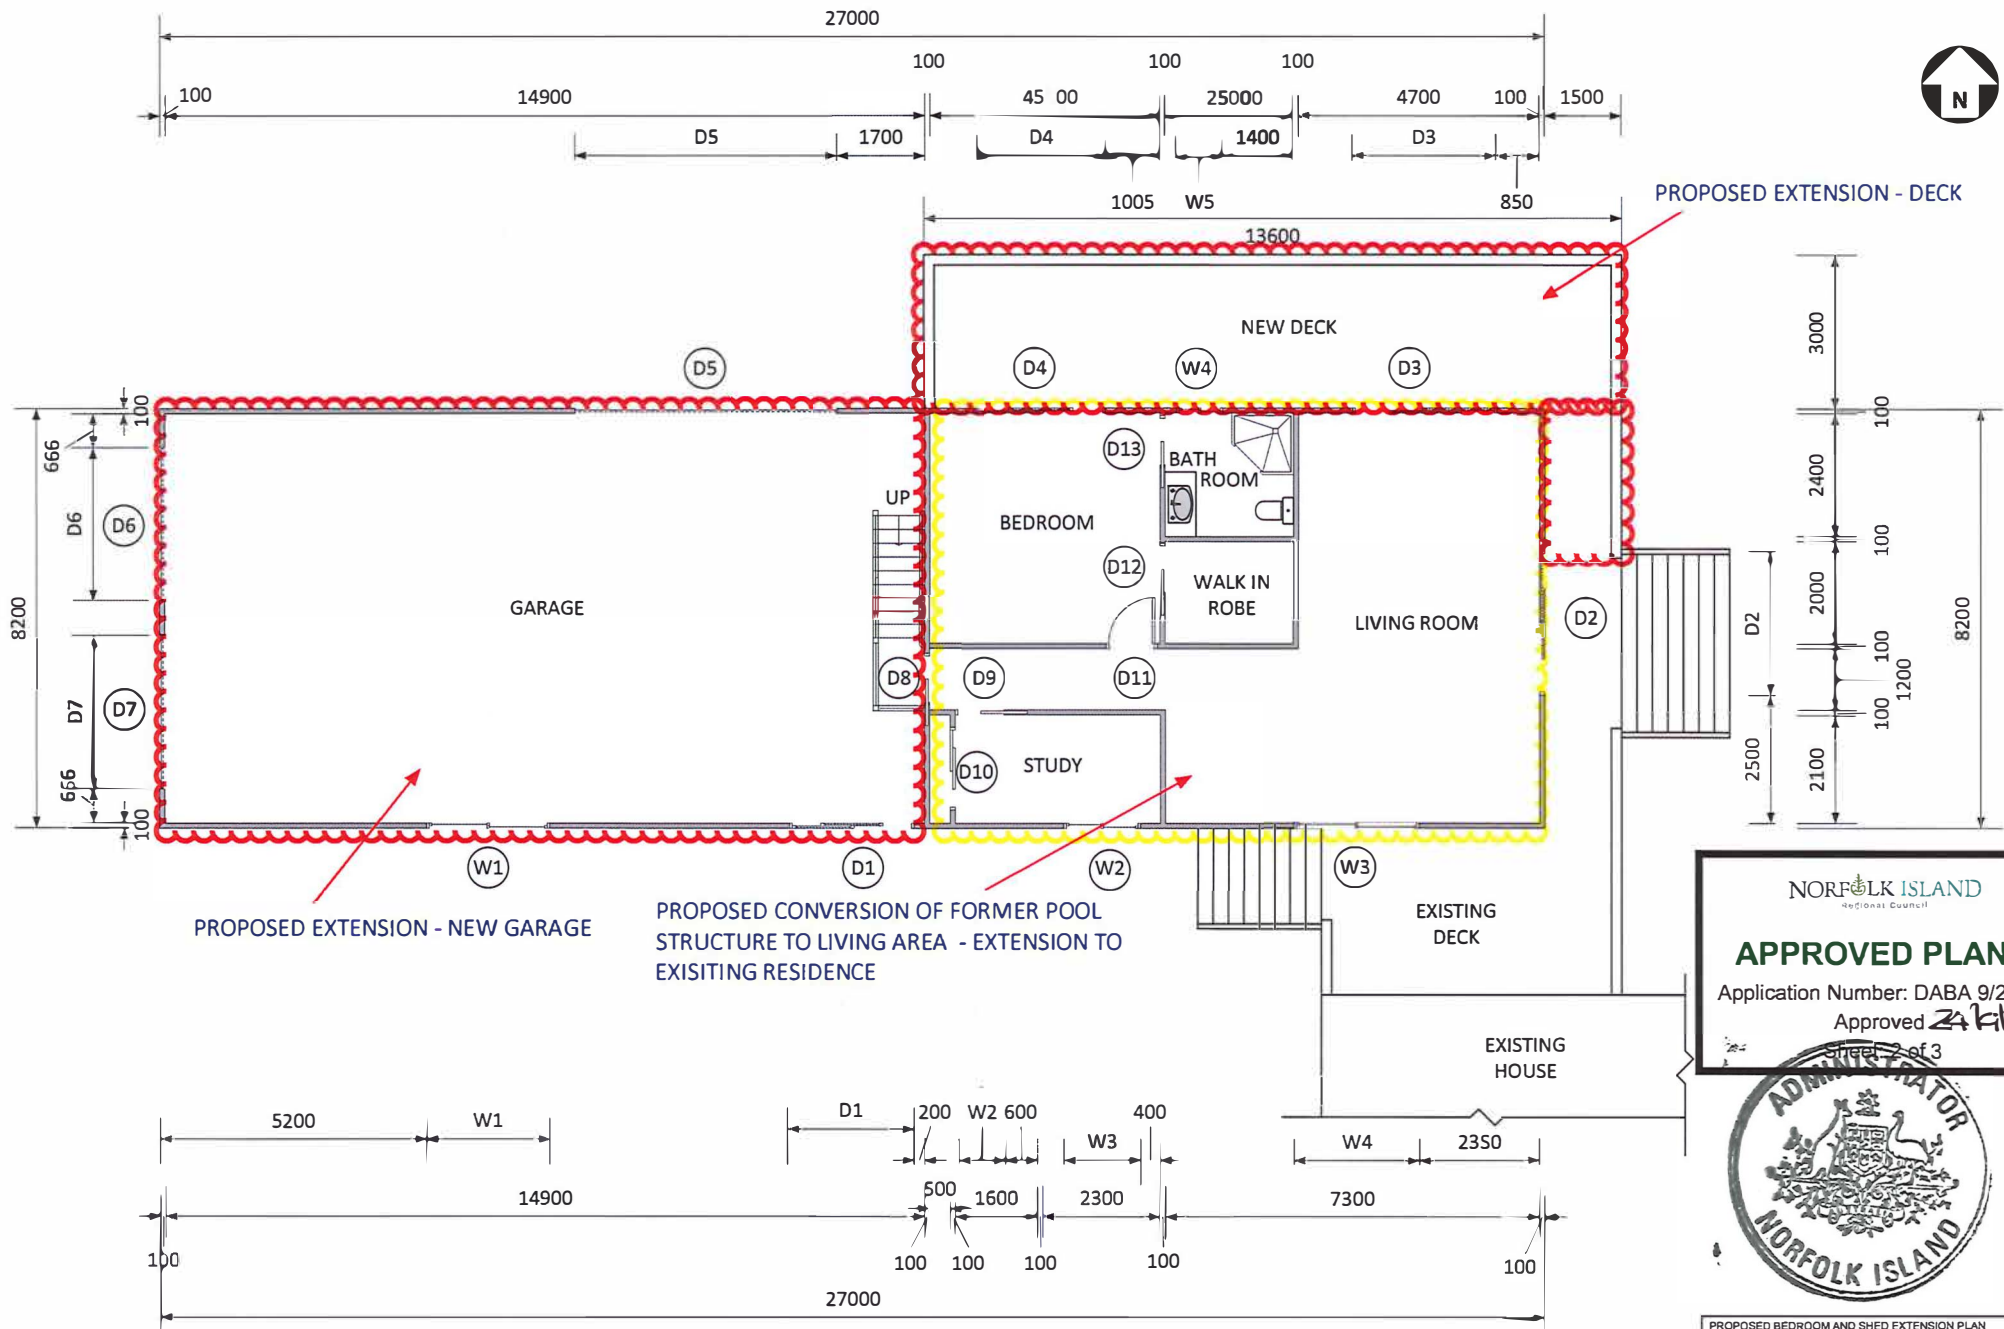 27000
100 100 100
100 14900 45 00 25000 4700 100 1500
D5 1700 D4 1400 D3
1005 W5 850
13600
N
PROPOSED EXTENSION - DECK
NEW DECK
D5 D4 W4 D3
3000
100
2400
100
2000
100
1200
100
2100
8200
D2
2500
8200
100
666
D6
D7
666
100
D6
D7
UP
GARAGE
D8
D13
BATH
ROOM
BEDROOM
D12
WALK IN
ROBE
LIVING ROOM
D2
D9 D11
D10
STUDY
W1 D1 W2 W3
PROPOSED EXTENSION - NEW GARAGE
PROPOSED CONVERSION OF FORMER POOL
STRUCTURE TO LIVING AREA - EXTENSION TO
EXISITING RESIDENCE
EXISTING
DECK
EXISTING
HOUSE
NORFOLK ISLAND
Regional Council
APPROVED PLAN
Application Number: DABA 9/2
Approved
Sheet: 2 of 3
ADMINISTRATOR
NORFOLK ISLAND
5200 W1 D1 200 W2 600 W3 400 W4 2350
14900 500 1600 2300 7300
100 100 100 100 100 100
27000
PROPOSED BEDROOM AND SHED EXTENSION PLAN